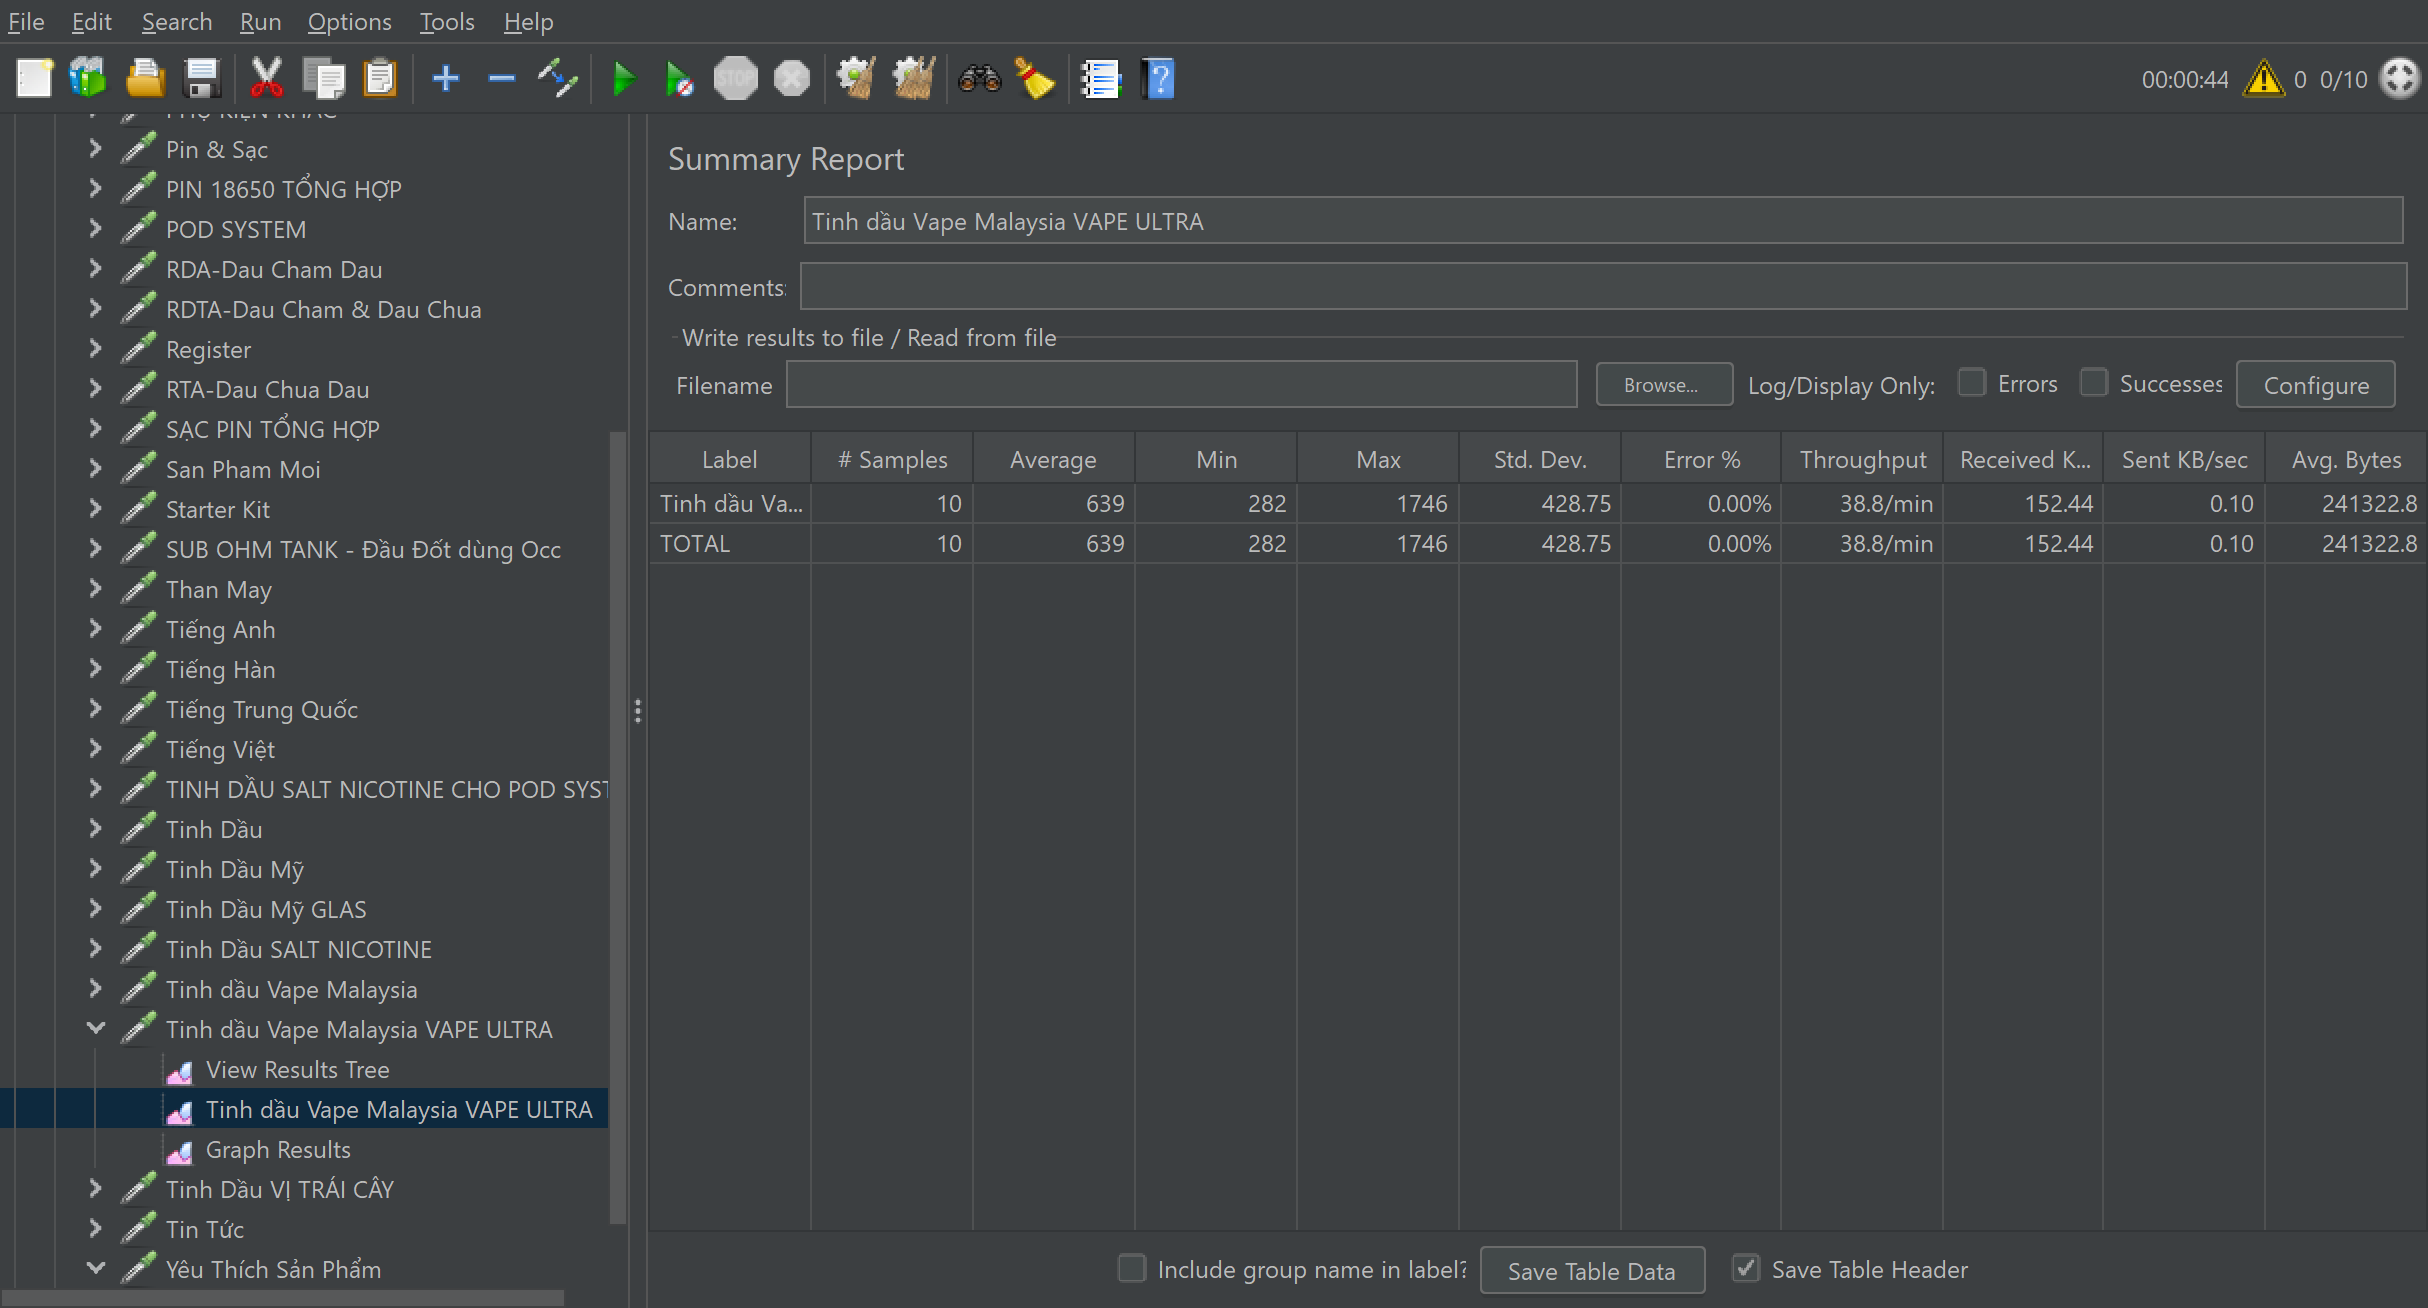 File Edit Search Run Options Tools Help
STOP
00:00:44 0 0/10
PHỤ KIỆN KHÁC
Pin & Sạc
PIN 18650 TỔNG HỢP
POD SYSTEM
RDA-Dau Cham Dau
RDTA-Dau Cham & Dau Chua
Register
RTA-Dau Chua Dau
SẠC PIN TỔNG HỢP
San Pham Moi
Starter Kit
SUB OHM TANK - Đầu Đốt dùng Occ
Than May
Tiếng Anh
Tiếng Hàn
Tiếng Trung Quốc
Tiếng Việt
TINH DẦU SALT NICOTINE CHO POD SYST
Tinh Dầu
Tinh Dầu Mỹ
Tinh Dầu Mỹ GLAS
Tinh Dầu SALT NICOTINE
Tinh dầu Vape Malaysia
Tinh dầu Vape Malaysia VAPE ULTRA
View Results Tree
Tinh dầu Vape Malaysia VAPE ULTRA
Graph Results
Tinh Dầu VỊ TRÁI CÂY
Tin Tức
Yêu Thích Sản Phẩm
Summary Report
Name: Tinh dầu Vape Malaysia VAPE ULTRA
Comments:
Write results to file / Read from file
Filename Browse... Log/Display Only: Errors Successes Configure
Label # Samples Average Min Max Std. Dev. Error % Throughput Received K... Sent KB/sec Avg. Bytes
Tinh dầu Va... 10 639 282 1746 428.75 0.00% 38.8/min 152.44 0.10 241322.8
TOTAL 10 639 282 1746 428.75 0.00% 38.8/min 152.44 0.10 241322.8
Include group name in label? Save Table Data Save Table Header